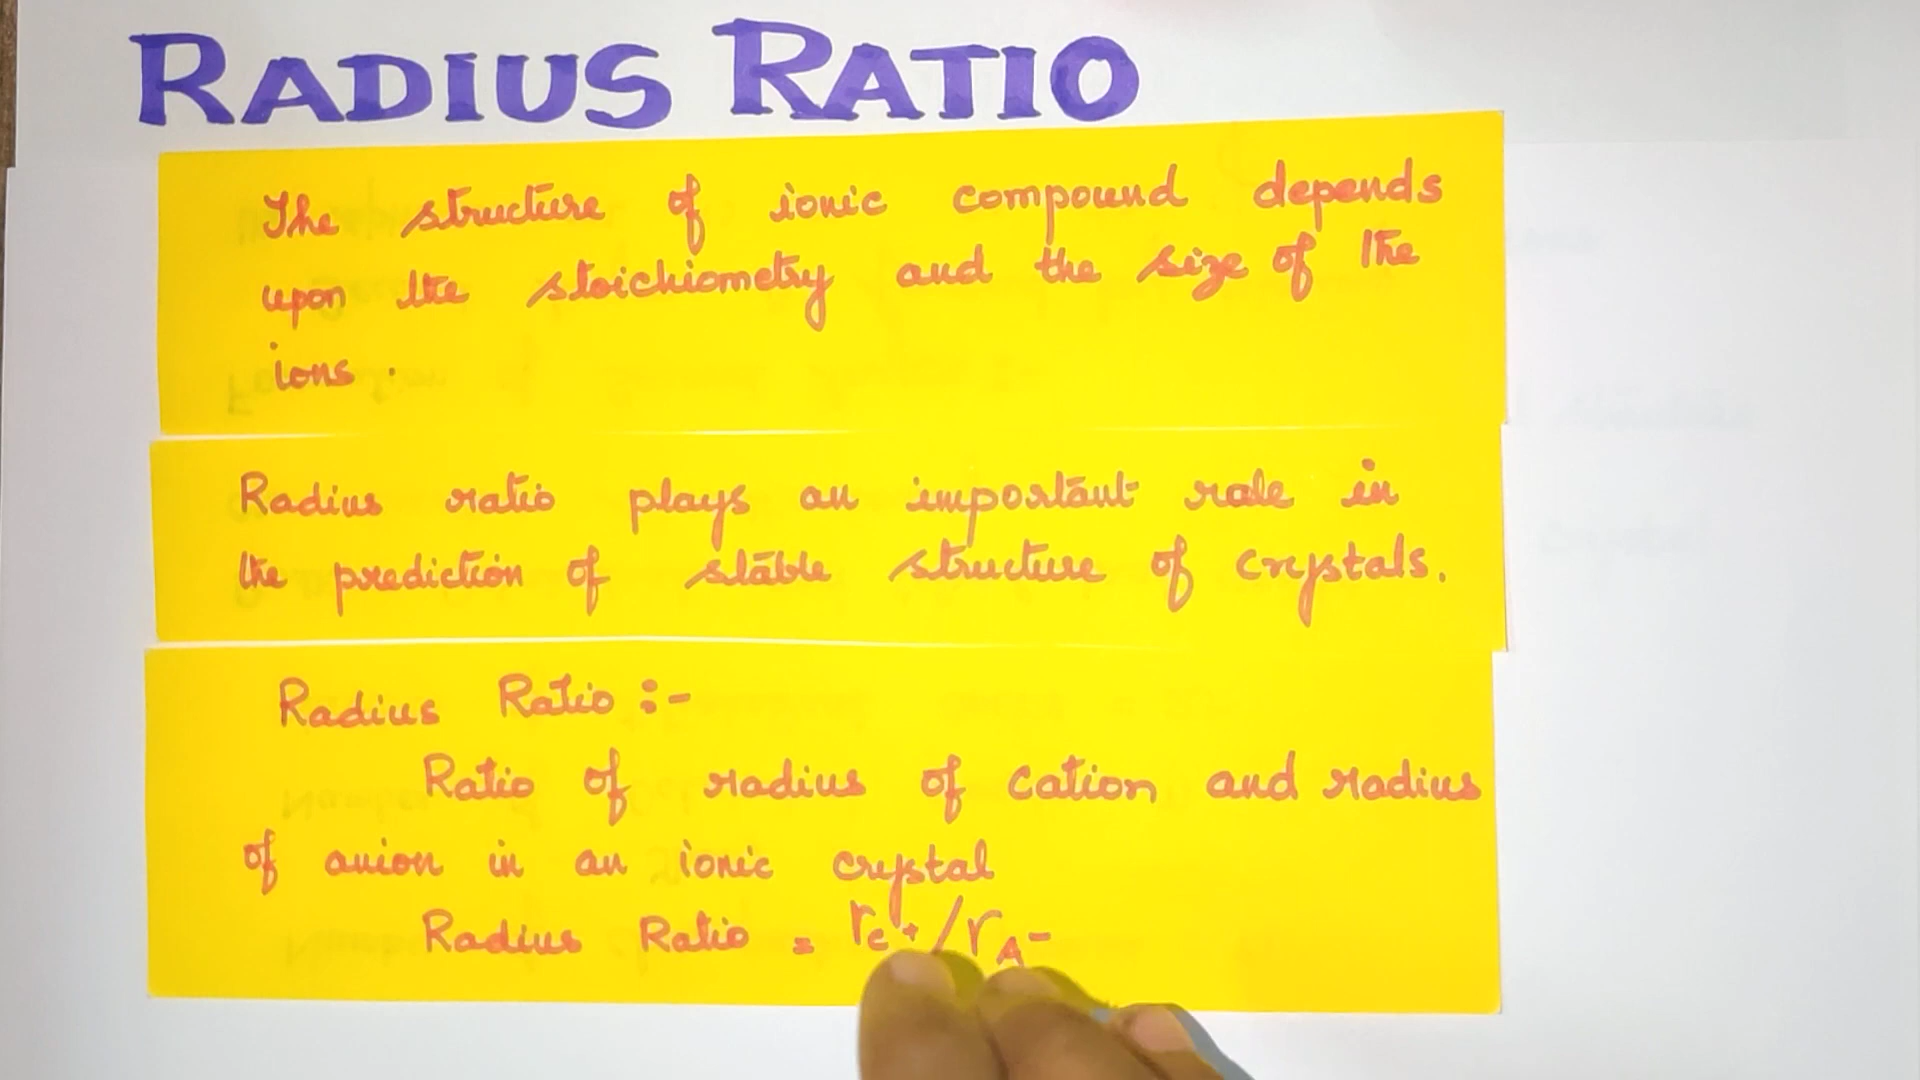 RADIUS RATIO
The structure of ionic compound depends
upon the stoichiometry and the size of the
ions.
Radius ratio plays an important role in
the prediction of stable structure of crystals.
Radius Ratio :-
Ratio of radius of cation and radius
of anion in an ionic crystal
Radius Ratio = rc+/rA-